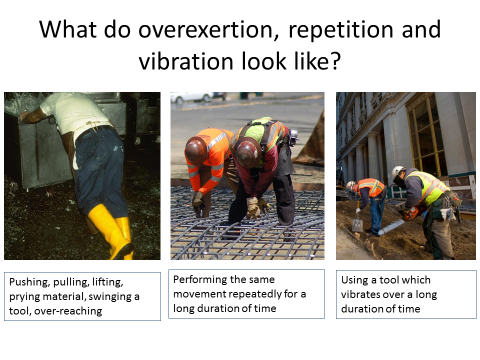 What do overexertion, repetition and
vibration look like?
Pushing, pulling, lifting,
prying material, swinging a
tool, over-reaching
Performing the same
movement repeatedly for a
long duration of time
Using a tool which
vibrates over a long
duration of time